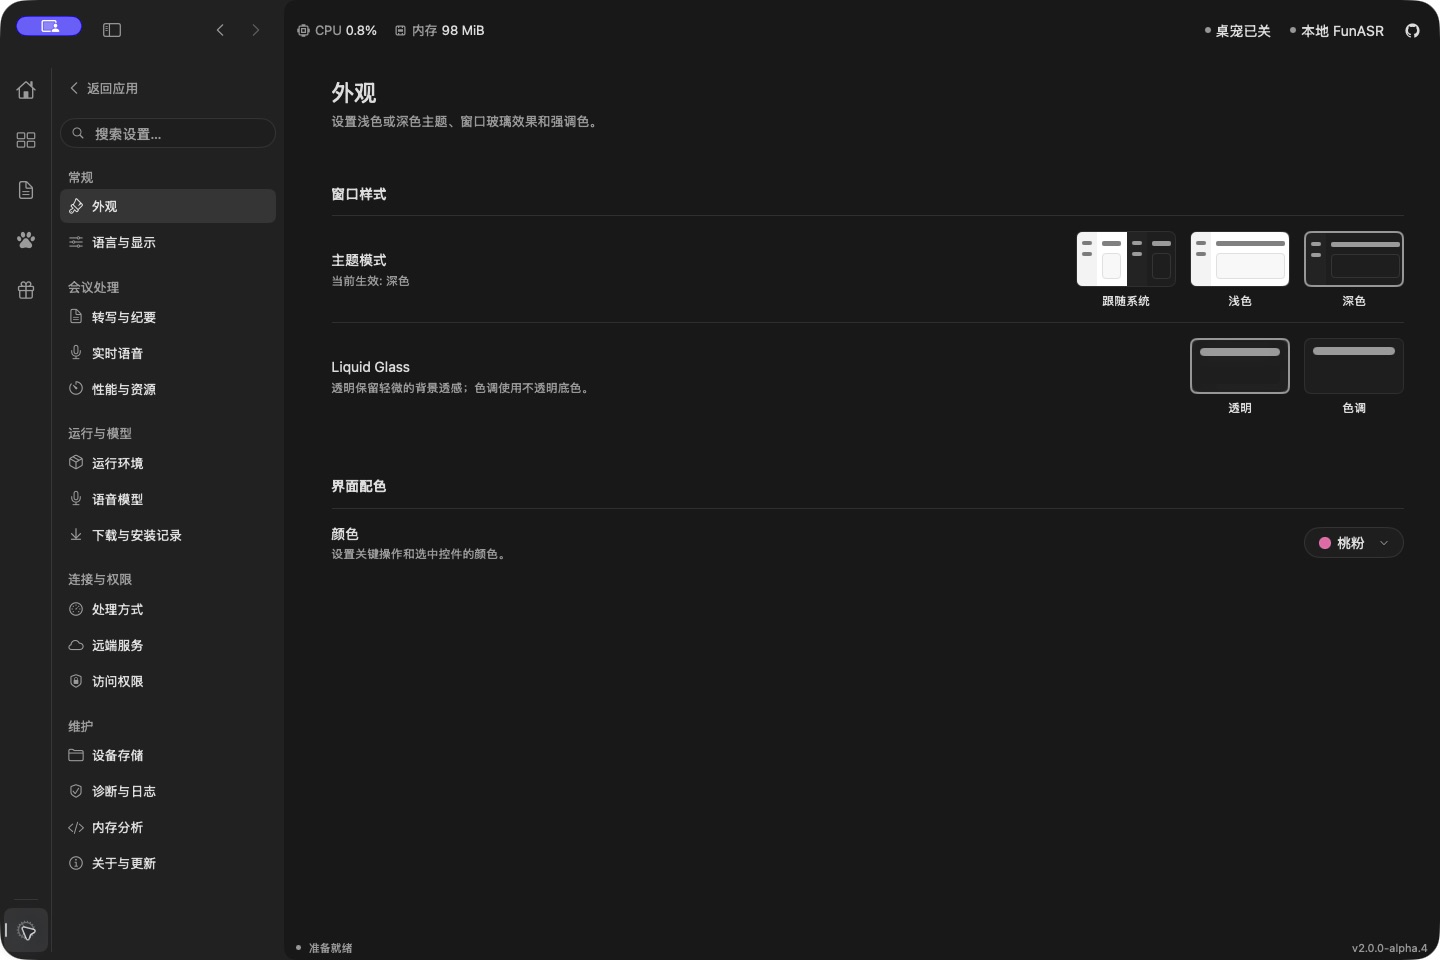 CPU 0.8% 内存 98 MiB
桌宠已关 本地 FunASR
返回应用
搜索设置...
常规
外观
语言与显示
会议处理
转写与纪要
实时语音
性能与资源
运行与模型
运行环境
语音模型
下载与安装记录
连接与权限
处理方式
远端服务
访问权限
维护
设备存储
诊断与日志
内存分析
关于与更新
外观
设置浅色或深色主题、窗口玻璃效果和强调色。
窗口样式
主题模式
当前生效: 深色
跟随系统 浅色 深色
Liquid Glass
透明保留轻微的背景透感；色调使用不透明底色。
透明 色调
界面配色
颜色
设置关键操作和选中控件的颜色。
桃粉
准备就绪
v2.0.0-alpha.4